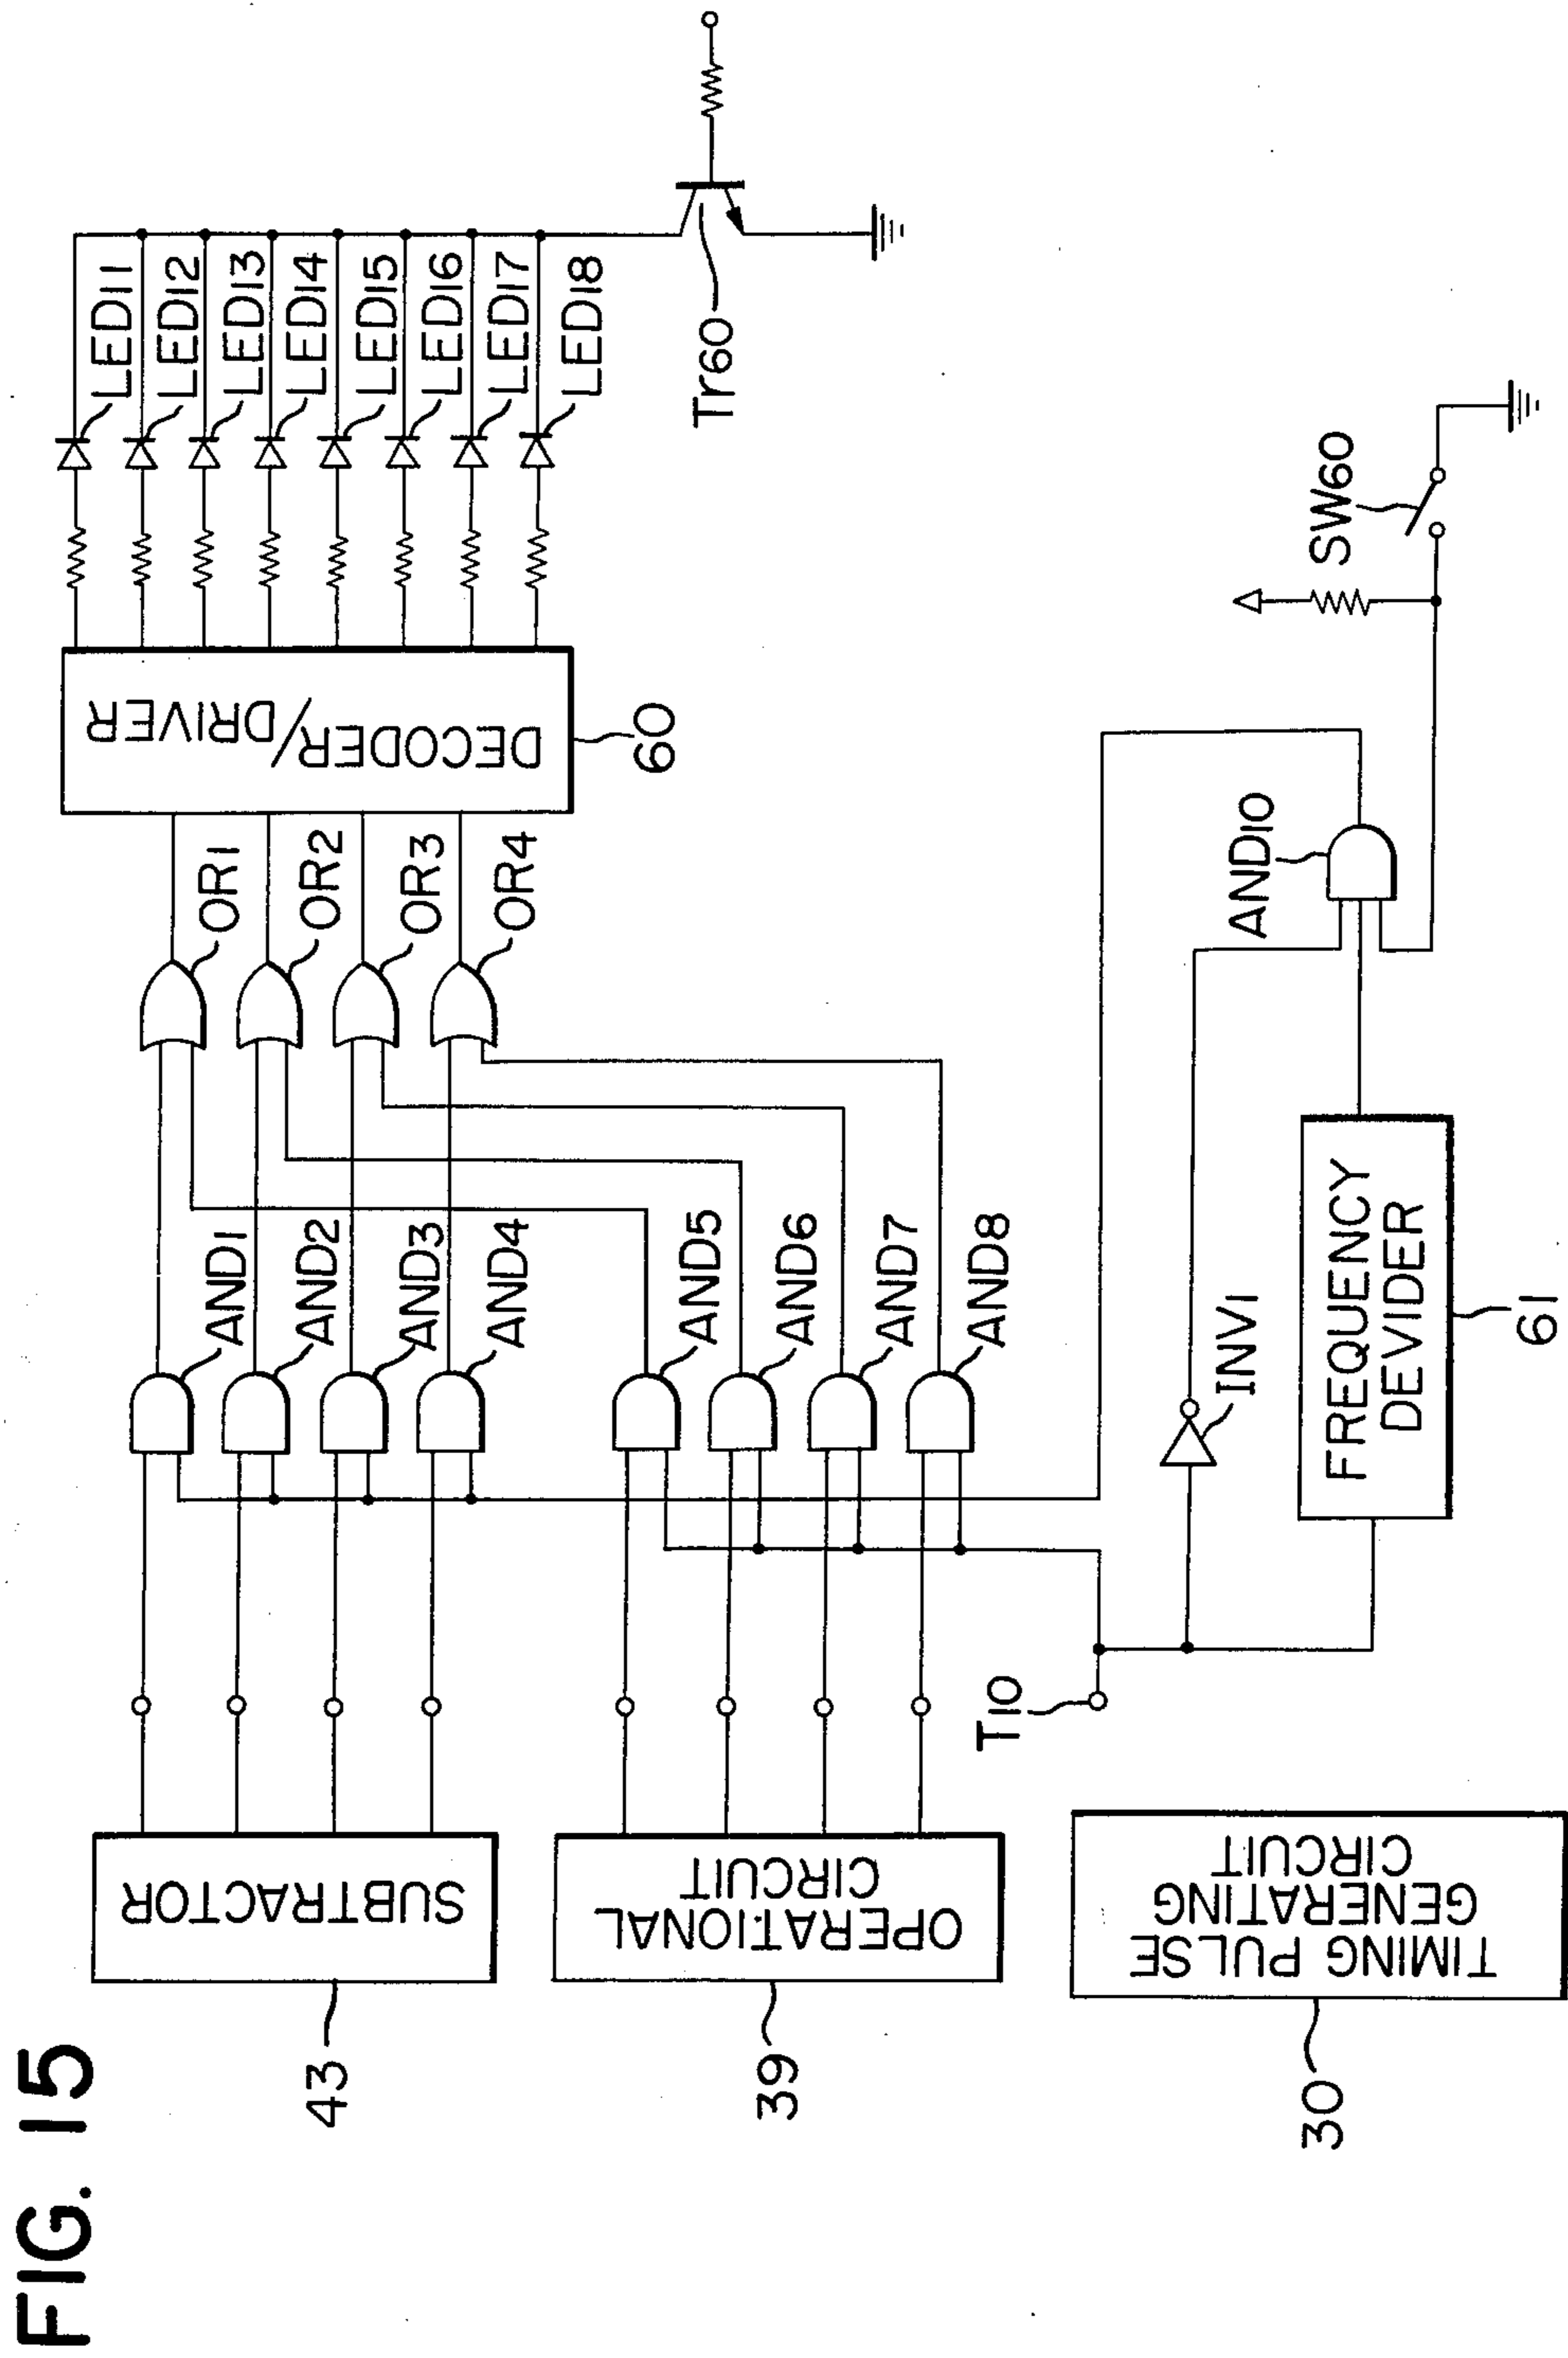 FIG. 15
43
SUBTRACTOR
39
OPERATIONAL
CIRCUIT
30
TIMING PULSE
GENERATING
CIRCUIT
T10
AND1
AND2
AND3
AND4
AND5
AND6
AND7
AND8
INV1
FREQUENCY
DEVIDER
61
OR1
OR2
OR3
OR4
AND10
DECODER/
DRIVER
60
SW60
LED11
LED12
LED13
LED14
LED15
LED16
LED17
LED18
Tr60